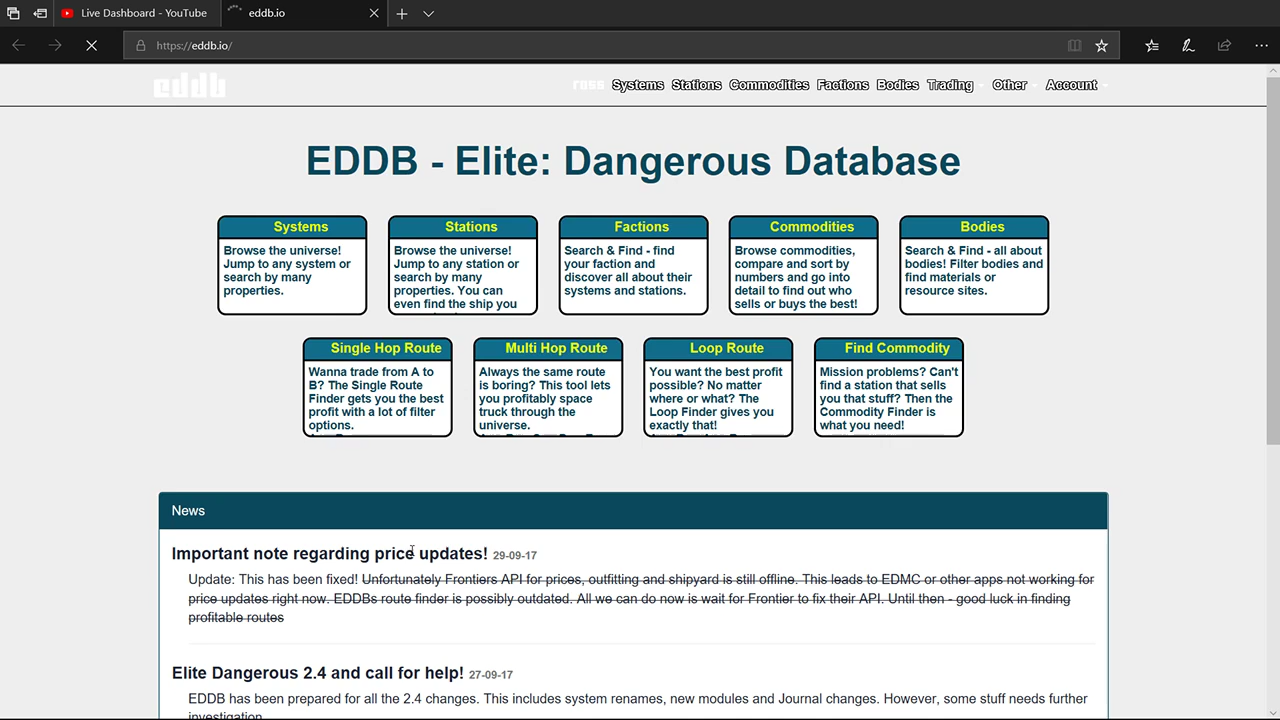 Live Dashboard - YouTube
eddb.io
https://eddb.io/
eddb
ross Systems Stations Commodities Factions Bodies Trading Other Account
EDDB - Elite: Dangerous Database
Systems
Browse the universe!
Jump to any system or
search by many
properties.
Stations
Browse the universe!
Jump to any station or
search by many
properties. You can
even find the ship you
Factions
Search & Find - find
your faction and
discover all about their
systems and stations.
Commodities
Browse commodities,
compare and sort by
numbers and go into
detail to find out who
sells or buys the best!
Bodies
Search & Find - all about
bodies! Filter bodies and
find materials or
resource sites.
Single Hop Route
Wanna trade from A to
B? The Single Route
Finder gets you the best
profit with a lot of filter
options.
Multi Hop Route
Always the same route
is boring? This tool lets
you profitably space
truck through the
universe.
Loop Route
You want the best profit
possible? No matter
where or what? The
Loop Finder gives you
exactly that!
Find Commodity
Mission problems? Can't
find a station that sells
you that stuff? Then the
Commodity Finder is
what you need!
News
Important note regarding price updates! 29-09-17
Update: This has been fixed! Unfortunately Frontiers API for prices, outfitting and shipyard is still offline. This leads to EDMC or other apps not working for
price updates right now. EDDBs route finder is possibly outdated. All we can do now is wait for Frontier to fix their API. Until then - good luck in finding
profitable routes
Elite Dangerous 2.4 and call for help! 27-09-17
EDDB has been prepared for all the 2.4 changes. This includes system renames, new modules and Journal changes. However, some stuff needs further
investigation